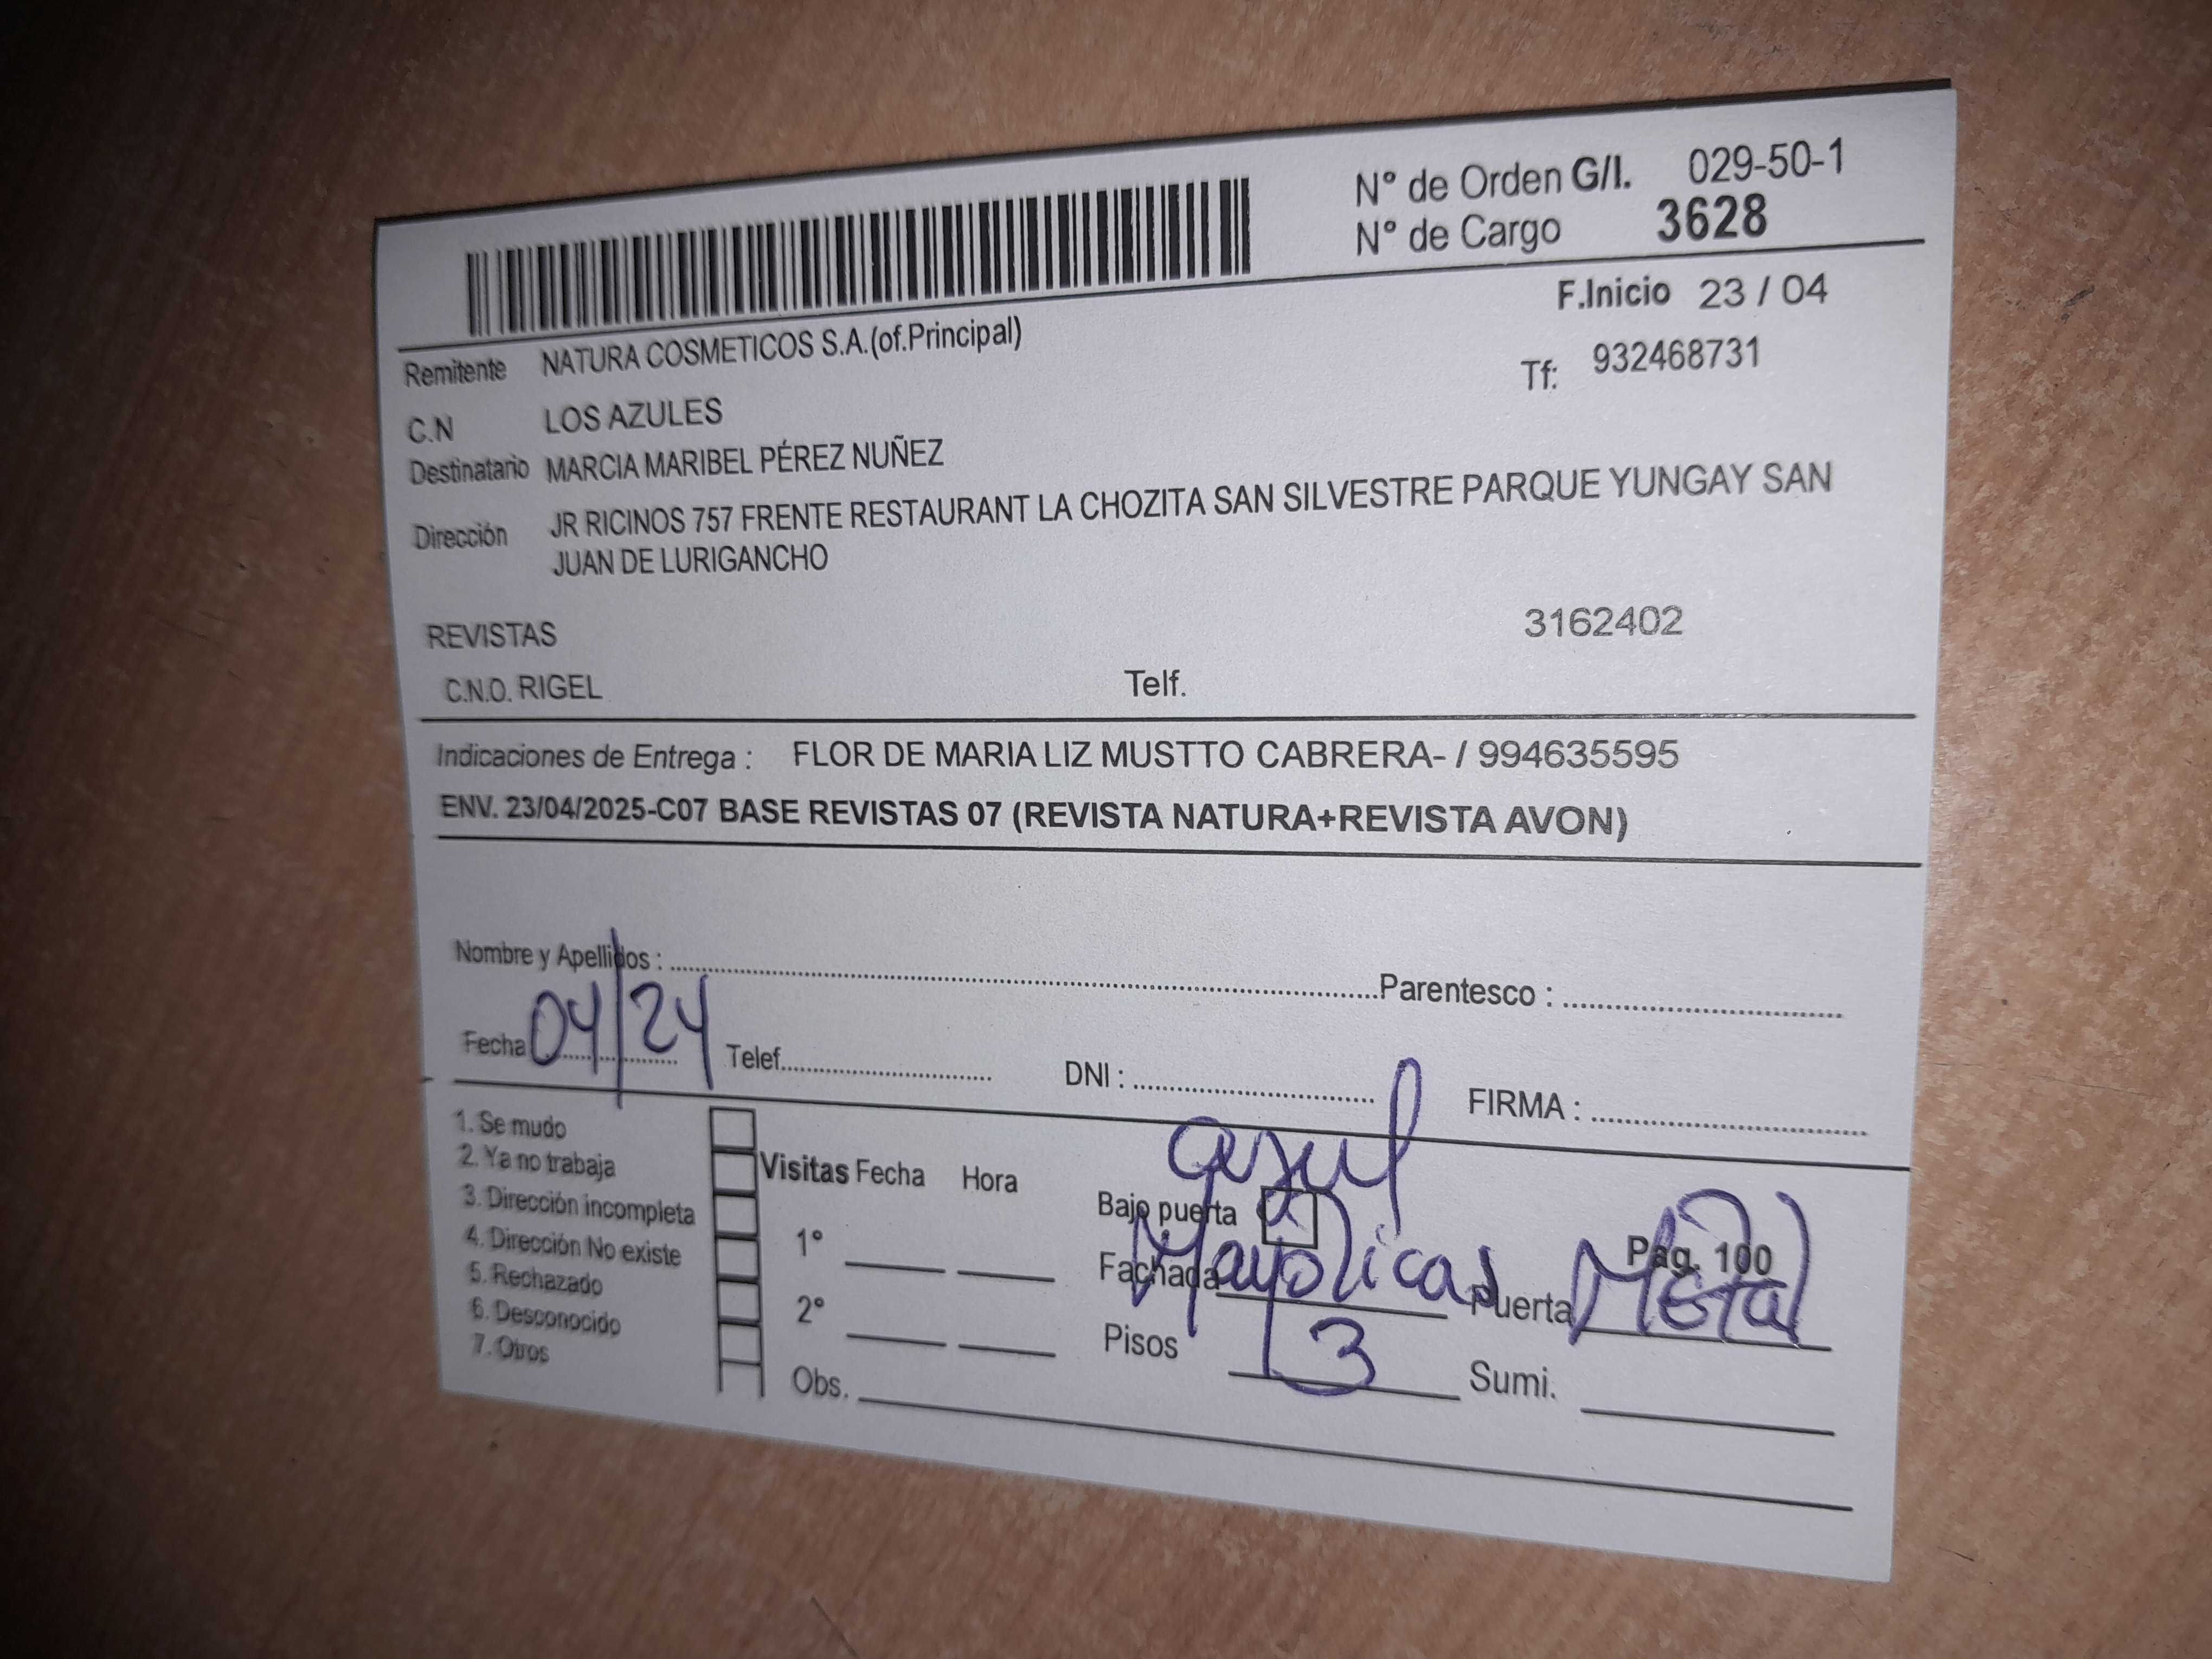 N° de Orden G/I. 029-50-1
N° de Cargo 3628
F.Inicio 23 / 04
Remitente NATURA COSMETICOS S.A.(of.Principal)
Tf: 932468731
C.N LOS AZULES
Destinatario MARCIA MARIBEL PÉREZ NUÑEZ
Dirección JR RICINOS 757 FRENTE RESTAURANT LA CHOZITA SAN SILVESTRE PARQUE YUNGAY SAN
JUAN DE LURIGANCHO
REVISTAS 3162402
C.N.O. RIGEL Telf.
Indicaciones de Entrega : FLOR DE MARIA LIZ MUSTTO CABRERA- / 994635595
ENV. 23/04/2025-C07 BASE REVISTAS 07 (REVISTA NATURA+REVISTA AVON)
Nombre y Apellidos : Parentesco :
Fecha 04/24 Telef. DNI : FIRMA :
1. Se mudo
2. Ya no trabaja
3. Dirección incompleta
4. Dirección No existe
5. Rechazado
6. Desconocido
7. Otros
Visitas Fecha Hora
1°
2°
Obs.
azul
Bajo puerta
Pag. 100
Fachada Mayolicas Puerta Metal
Pisos 3 Sumi.